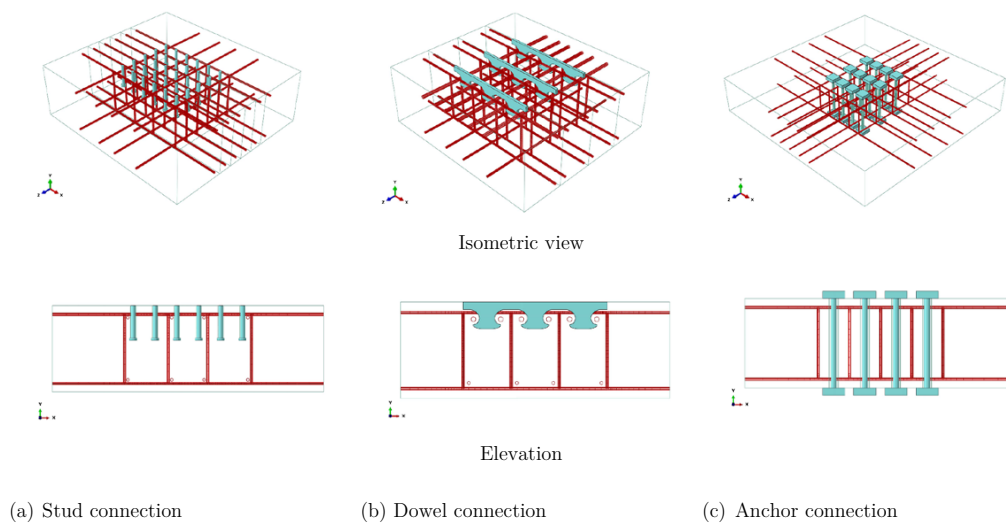 Y
Z
X
Y
Z
X
Y
Z
X
Isometric view
Y
X
Y
X
Y
X
Elevation
(a) Stud connection
(b) Dowel connection
(c) Anchor connection